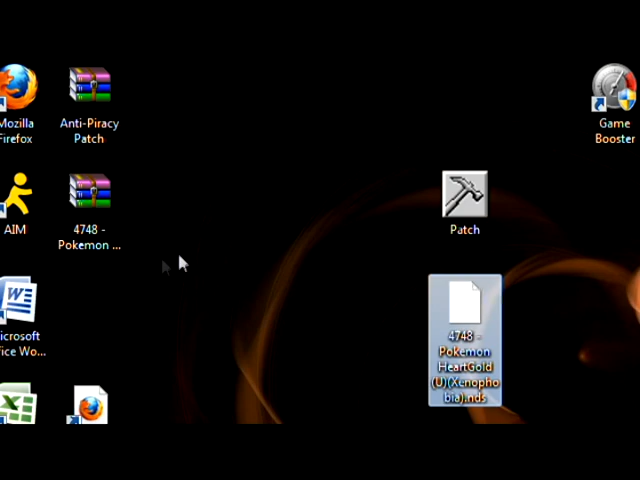 Mozilla
Firefox
Anti-Piracy
Patch
Game
Booster
AIM
4748 -
Pokemon ...
Patch
icrosoft
fice Wo...
4748 -
Pokemon
HeartGold
(U)(Xenopho
bia).nds